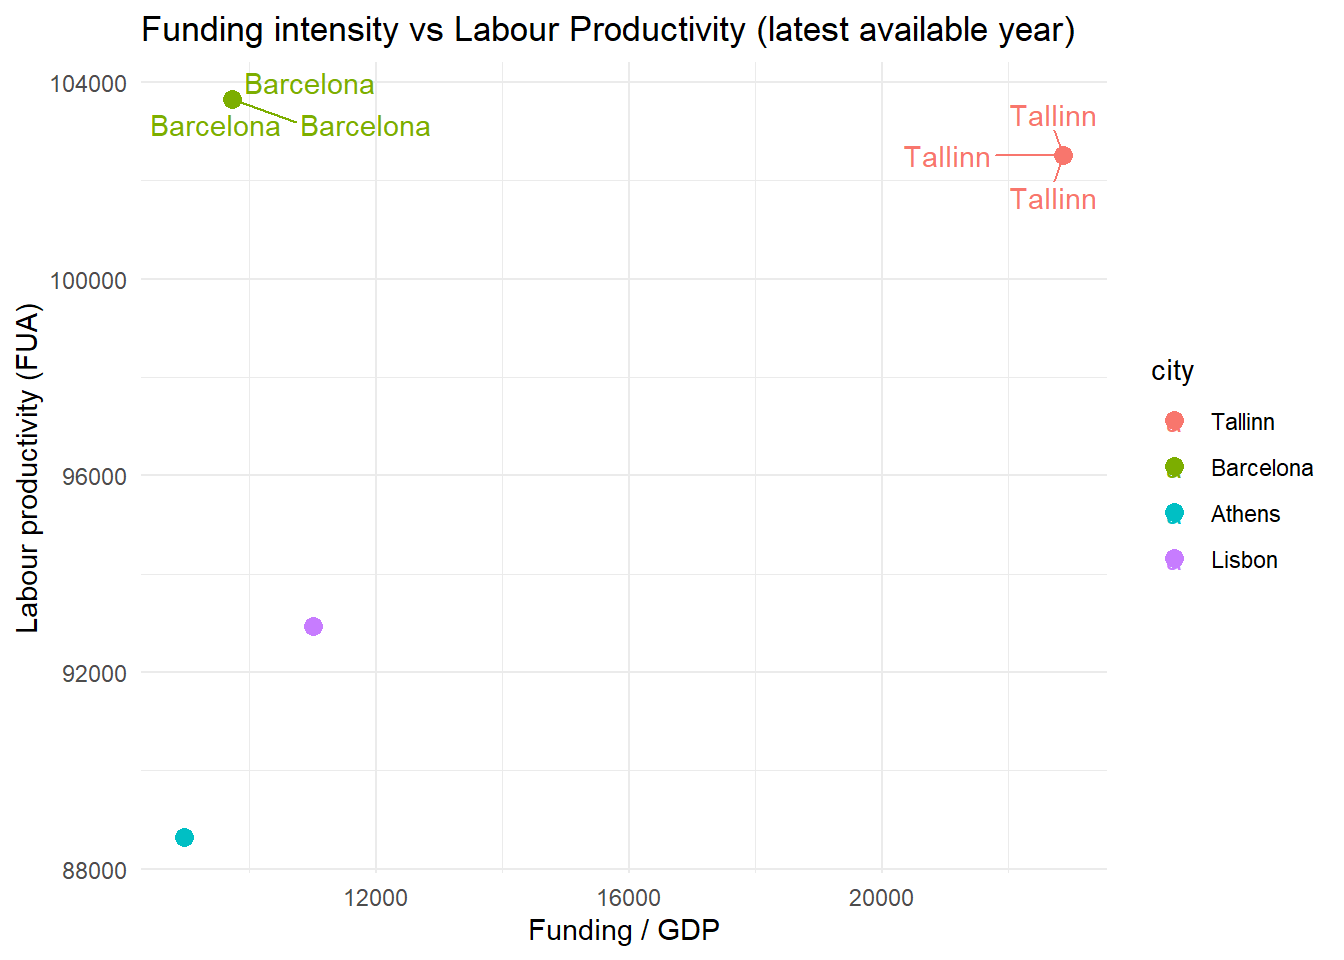 Funding intensity vs Labour Productivity (latest available year)
104000
100000
96000
92000
88000
Labour productivity (FUA)
Barcelona
Barcelona
Barcelona
Tallinn
Tallinn
Tallinn
12000
16000
20000
Funding / GDP
city
Tallinn
Barcelona
Athens
Lisbon